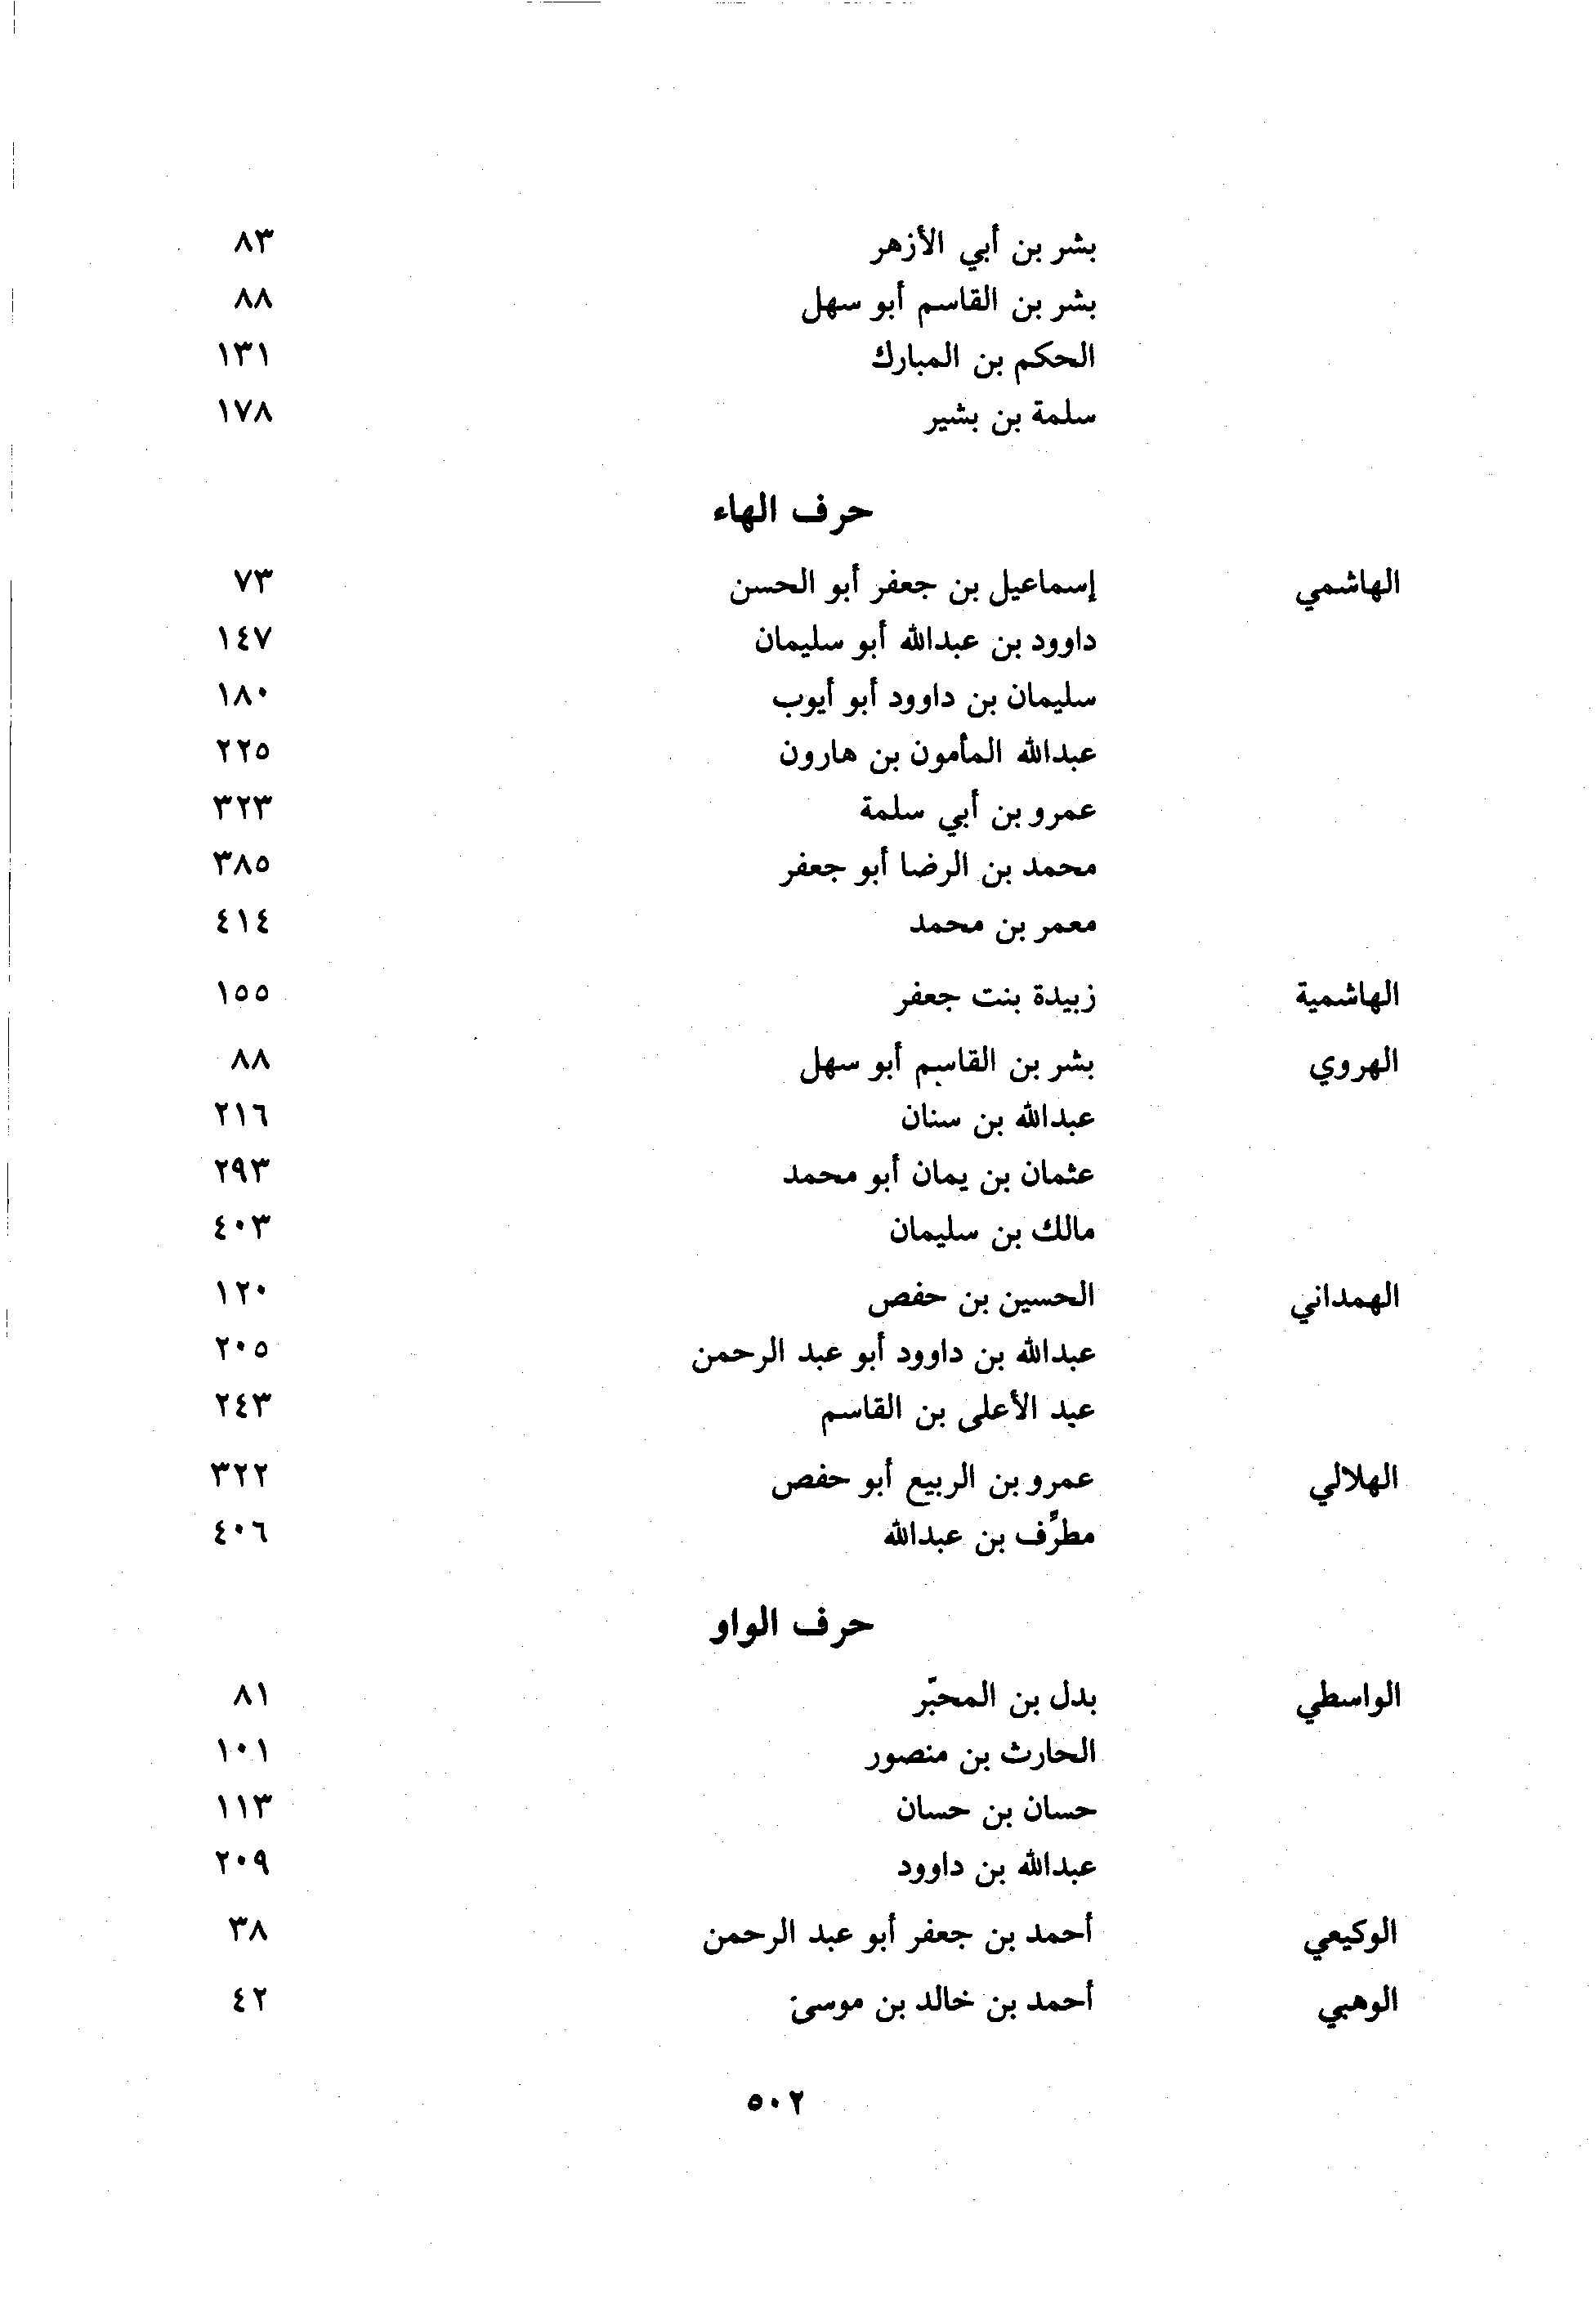 بشر بن أبي الأزهر ٨٣
بشر بن القاسم أبو سهل ٨٨
الحكم بن المبارك ١٣١
سلمة بن بشير ١٧٨
حرف الهاء
الهاشمي إسماعيل بن جعفر أبو الحسن ٧٣
داوود بن عبدالله أبو سليمان ١٤٧
سليمان بن داوود أبو أيوب ١٨٠
عبدالله المأمون بن هارون ٢٢٥
عمرو بن أبي سلمة ٣٢٣
محمد بن الرضا أبو جعفر ٣٨٥
معمر بن محمد ٤١٤
الهاشمية زبيدة بنت جعفر ١٥٥
الهروي بشر بن القاسم أبو سهل ٨٨
عبدالله بن سنان ٢١٦
عثمان بن يمان أبو محمد ٢٩٣
مالك بن سليمان ٤٠٣
الهمداني الحسين بن حفص ١٢٠
عبدالله بن داوود أبو عبد الرحمن ٢٠٥
عبد الأعلى بن القاسم ٢٤٣
الهلالي عمرو بن الربيع أبو حفص ٣٢٢
مطرِّف بن عبدالله ٤٠٦
حرف الواو
الواسطي بدل بن المحبّر ٨١
الحارث بن منصور ١٠١
حسان بن حسان ١١٣
عبدالله بن داوود ٢٠٩
الوكيعي أحمد بن جعفر أبو عبد الرحمن ٣٨
الوهبي أحمد بن خالد بن موسى ٤٢
٥٠٢